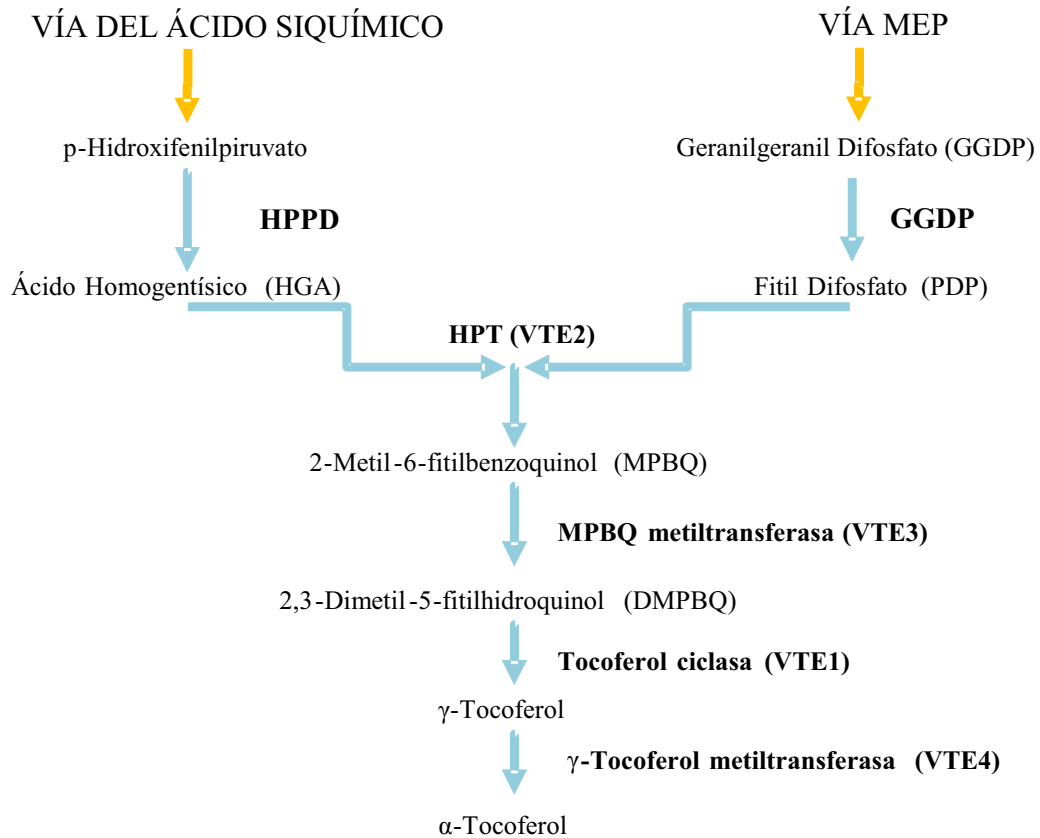 VÍA DEL ÁCIDO SIQUÍMICO
VÍA MEP
p-Hidroxifenilpiruvato
Geranilgeranil Difosfato (GGDP)
HPPD
GGDP
Ácido Homogentísico (HGA)
Fitil Difosfato (PDP)
HPT (VTE2)
2-Metil-6-fitilbenzoquinol (MPBQ)
MPBQ metiltransferasa (VTE3)
2,3-Dimetil-5-fitilhidroquinol (DMPBQ)
Tocoferol ciclasa (VTE1)
γ-Tocoferol
γ-Tocoferol metiltransferasa (VTE4)
α-Tocoferol